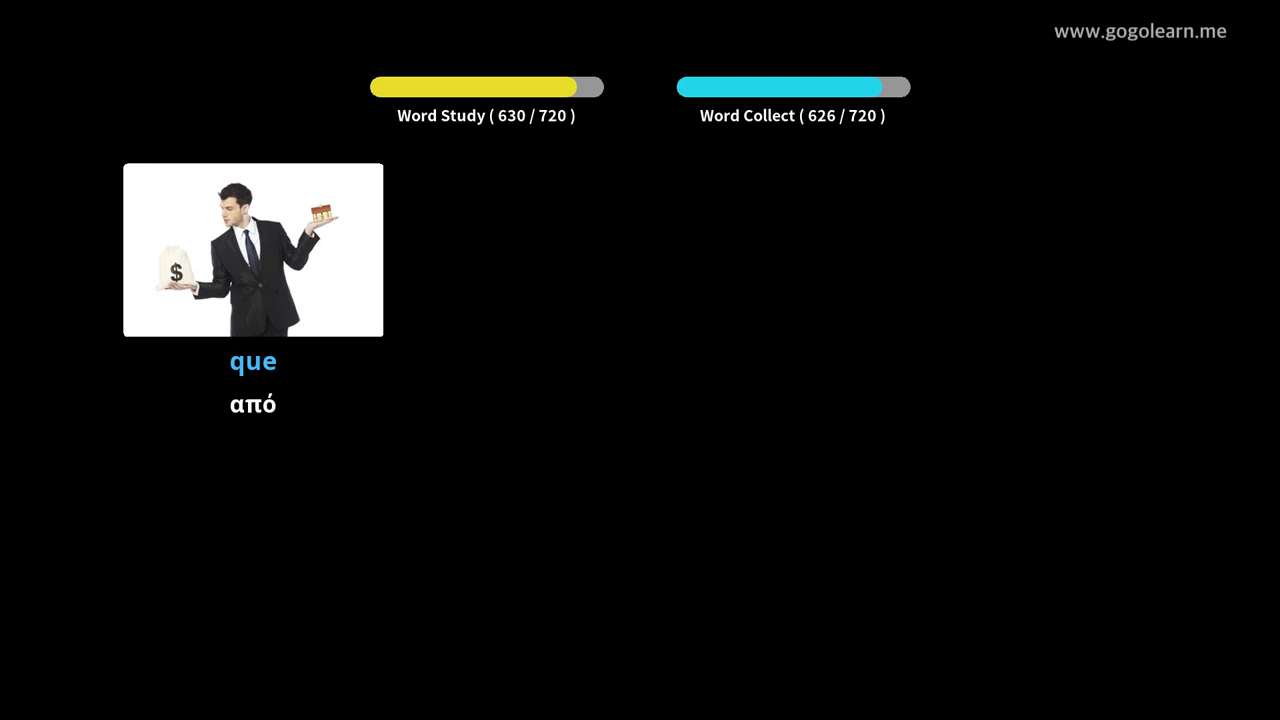 www.gogolearn.me
Word Study ( 630 / 720 )
Word Collect ( 626 / 720 )
$
que
από